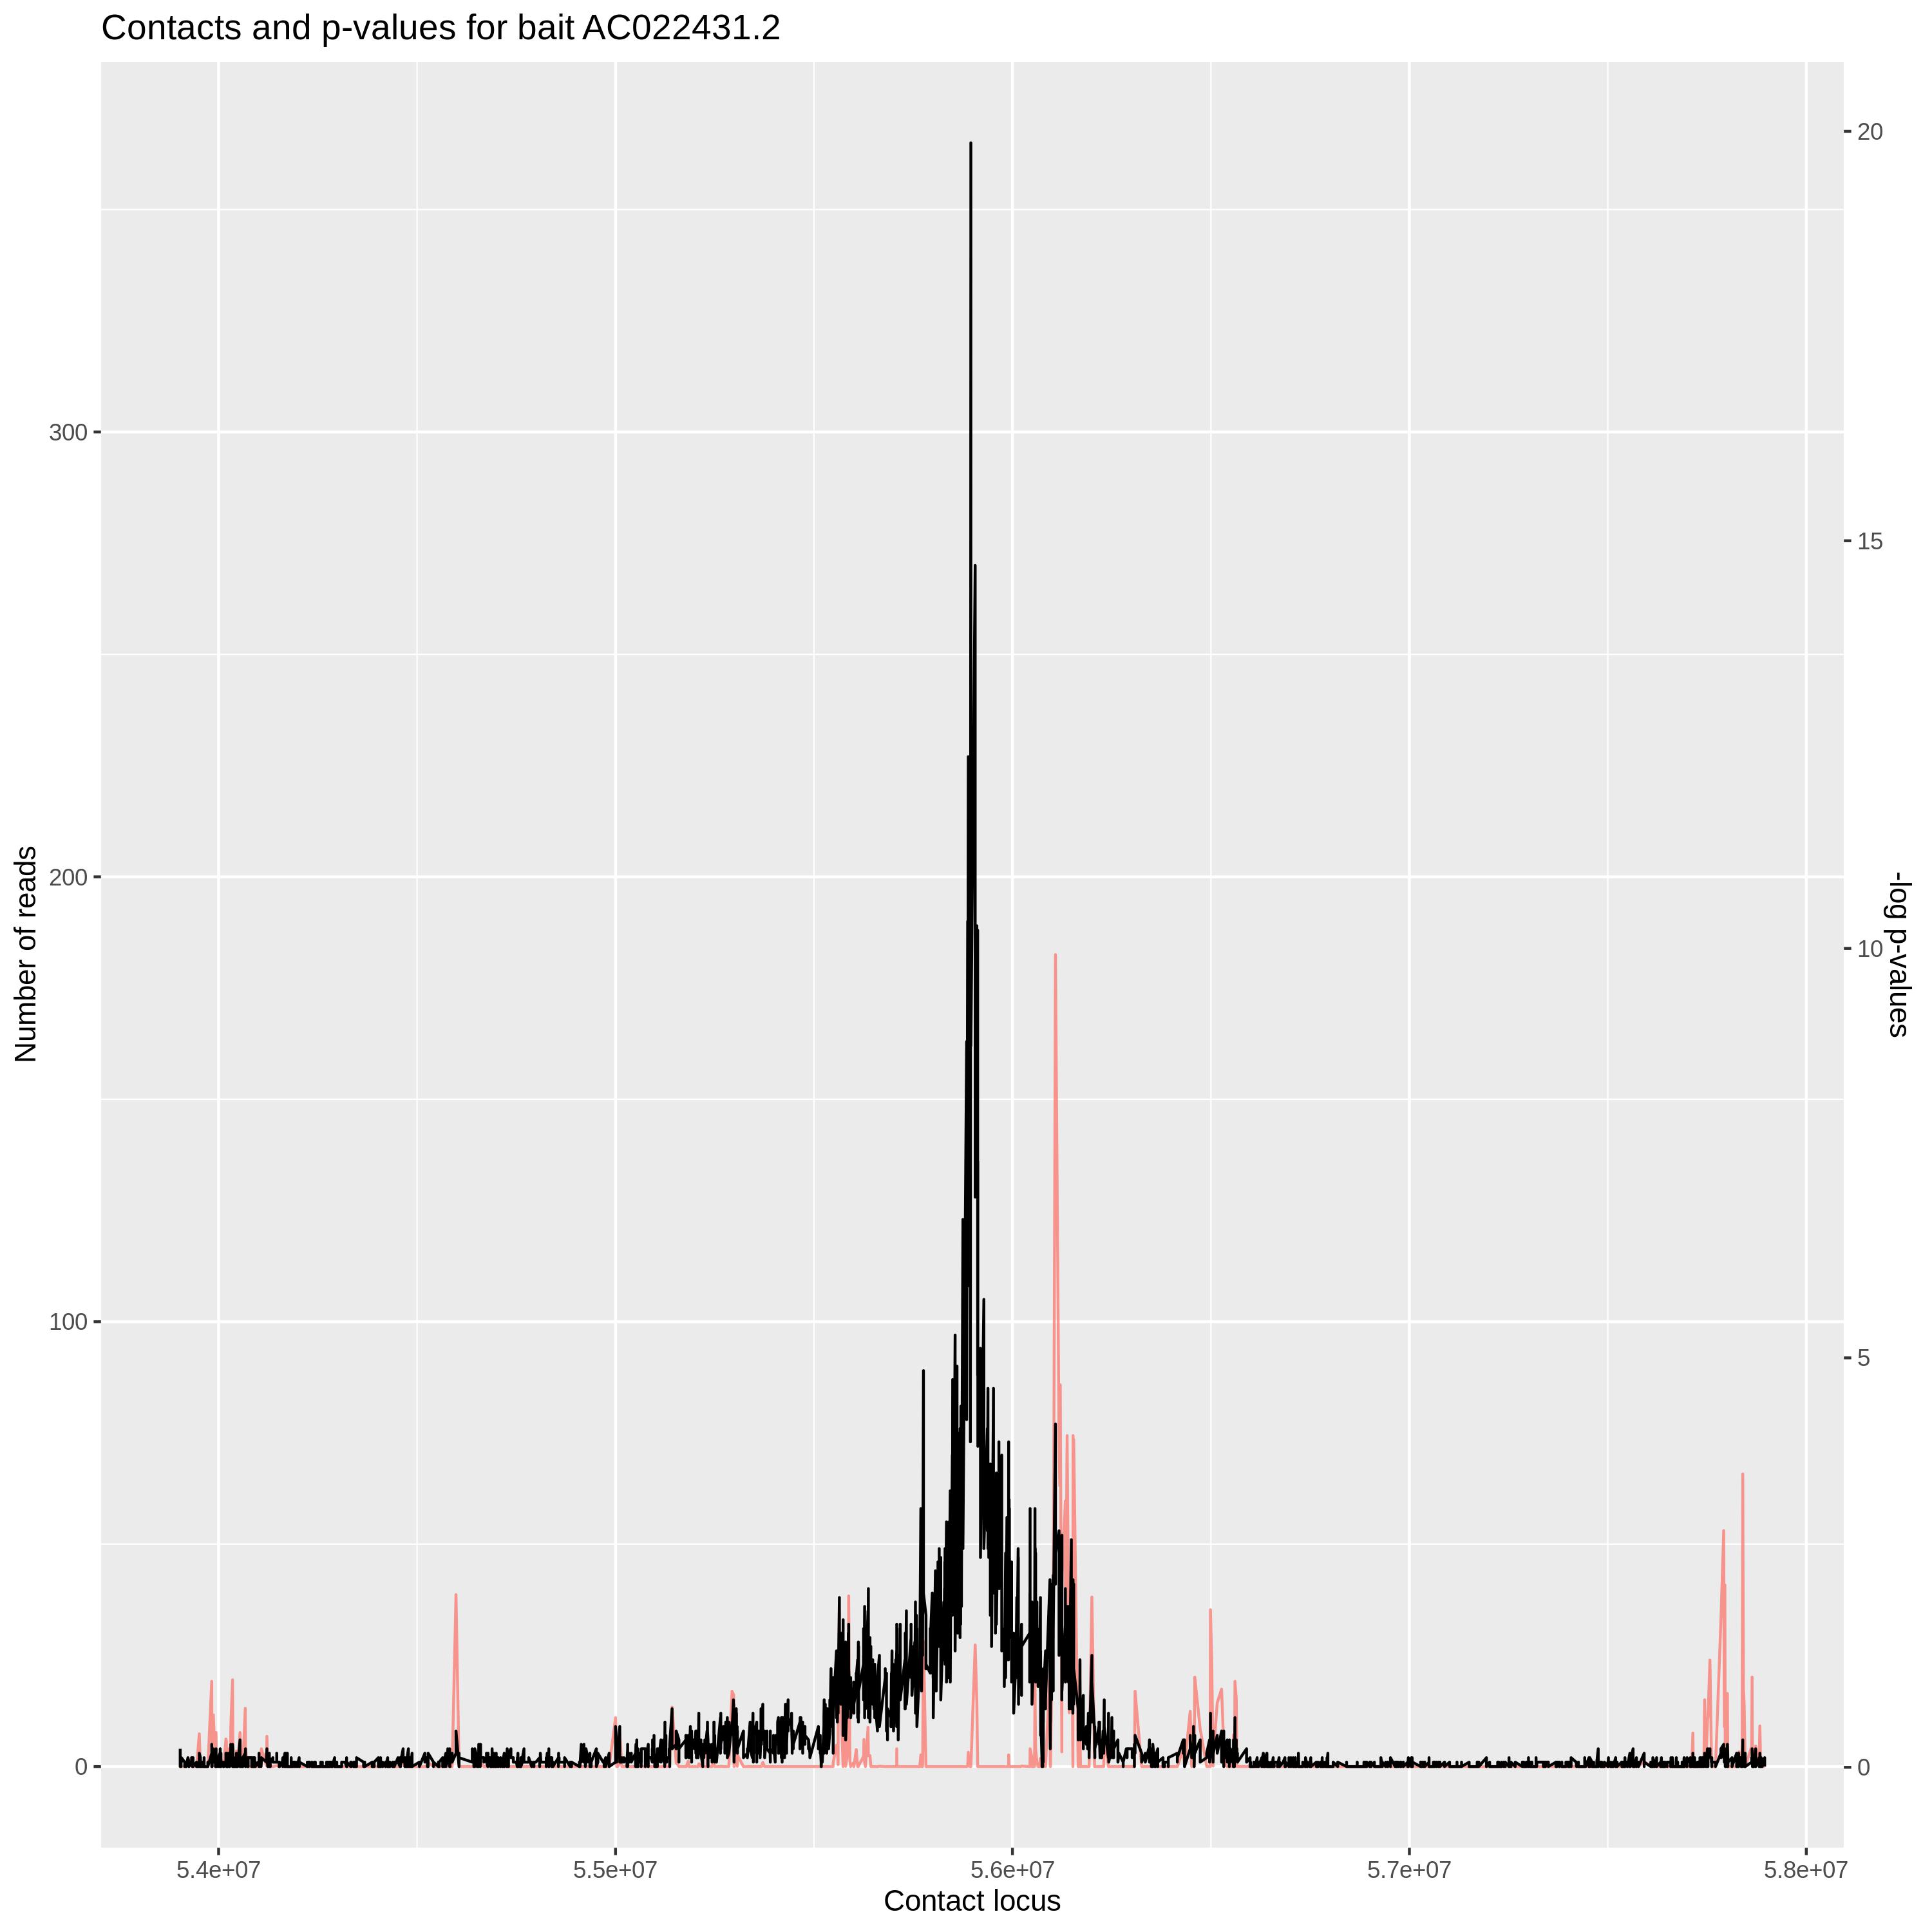 Contacts and p-values for bait AC022431.2
Number of reads
300
200
100
0
20
15
10
5
0
-log p-values
5.4e+07 5.5e+07 5.6e+07 5.7e+07 5.8e+07
Contact locus